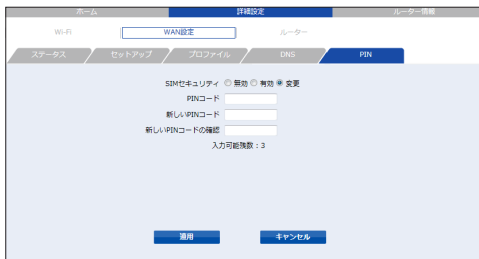 ホーム 詳細設定 ルーター情報
Wi-Fi WAN設定 ルーター
ステータス セットアップ プロファイル DNS PIN
SIMセキュリティ 無効 有効 変更
PINコード
新しいPINコード
新しいPINコードの確認
入力可能残数：3
適用 キャンセル